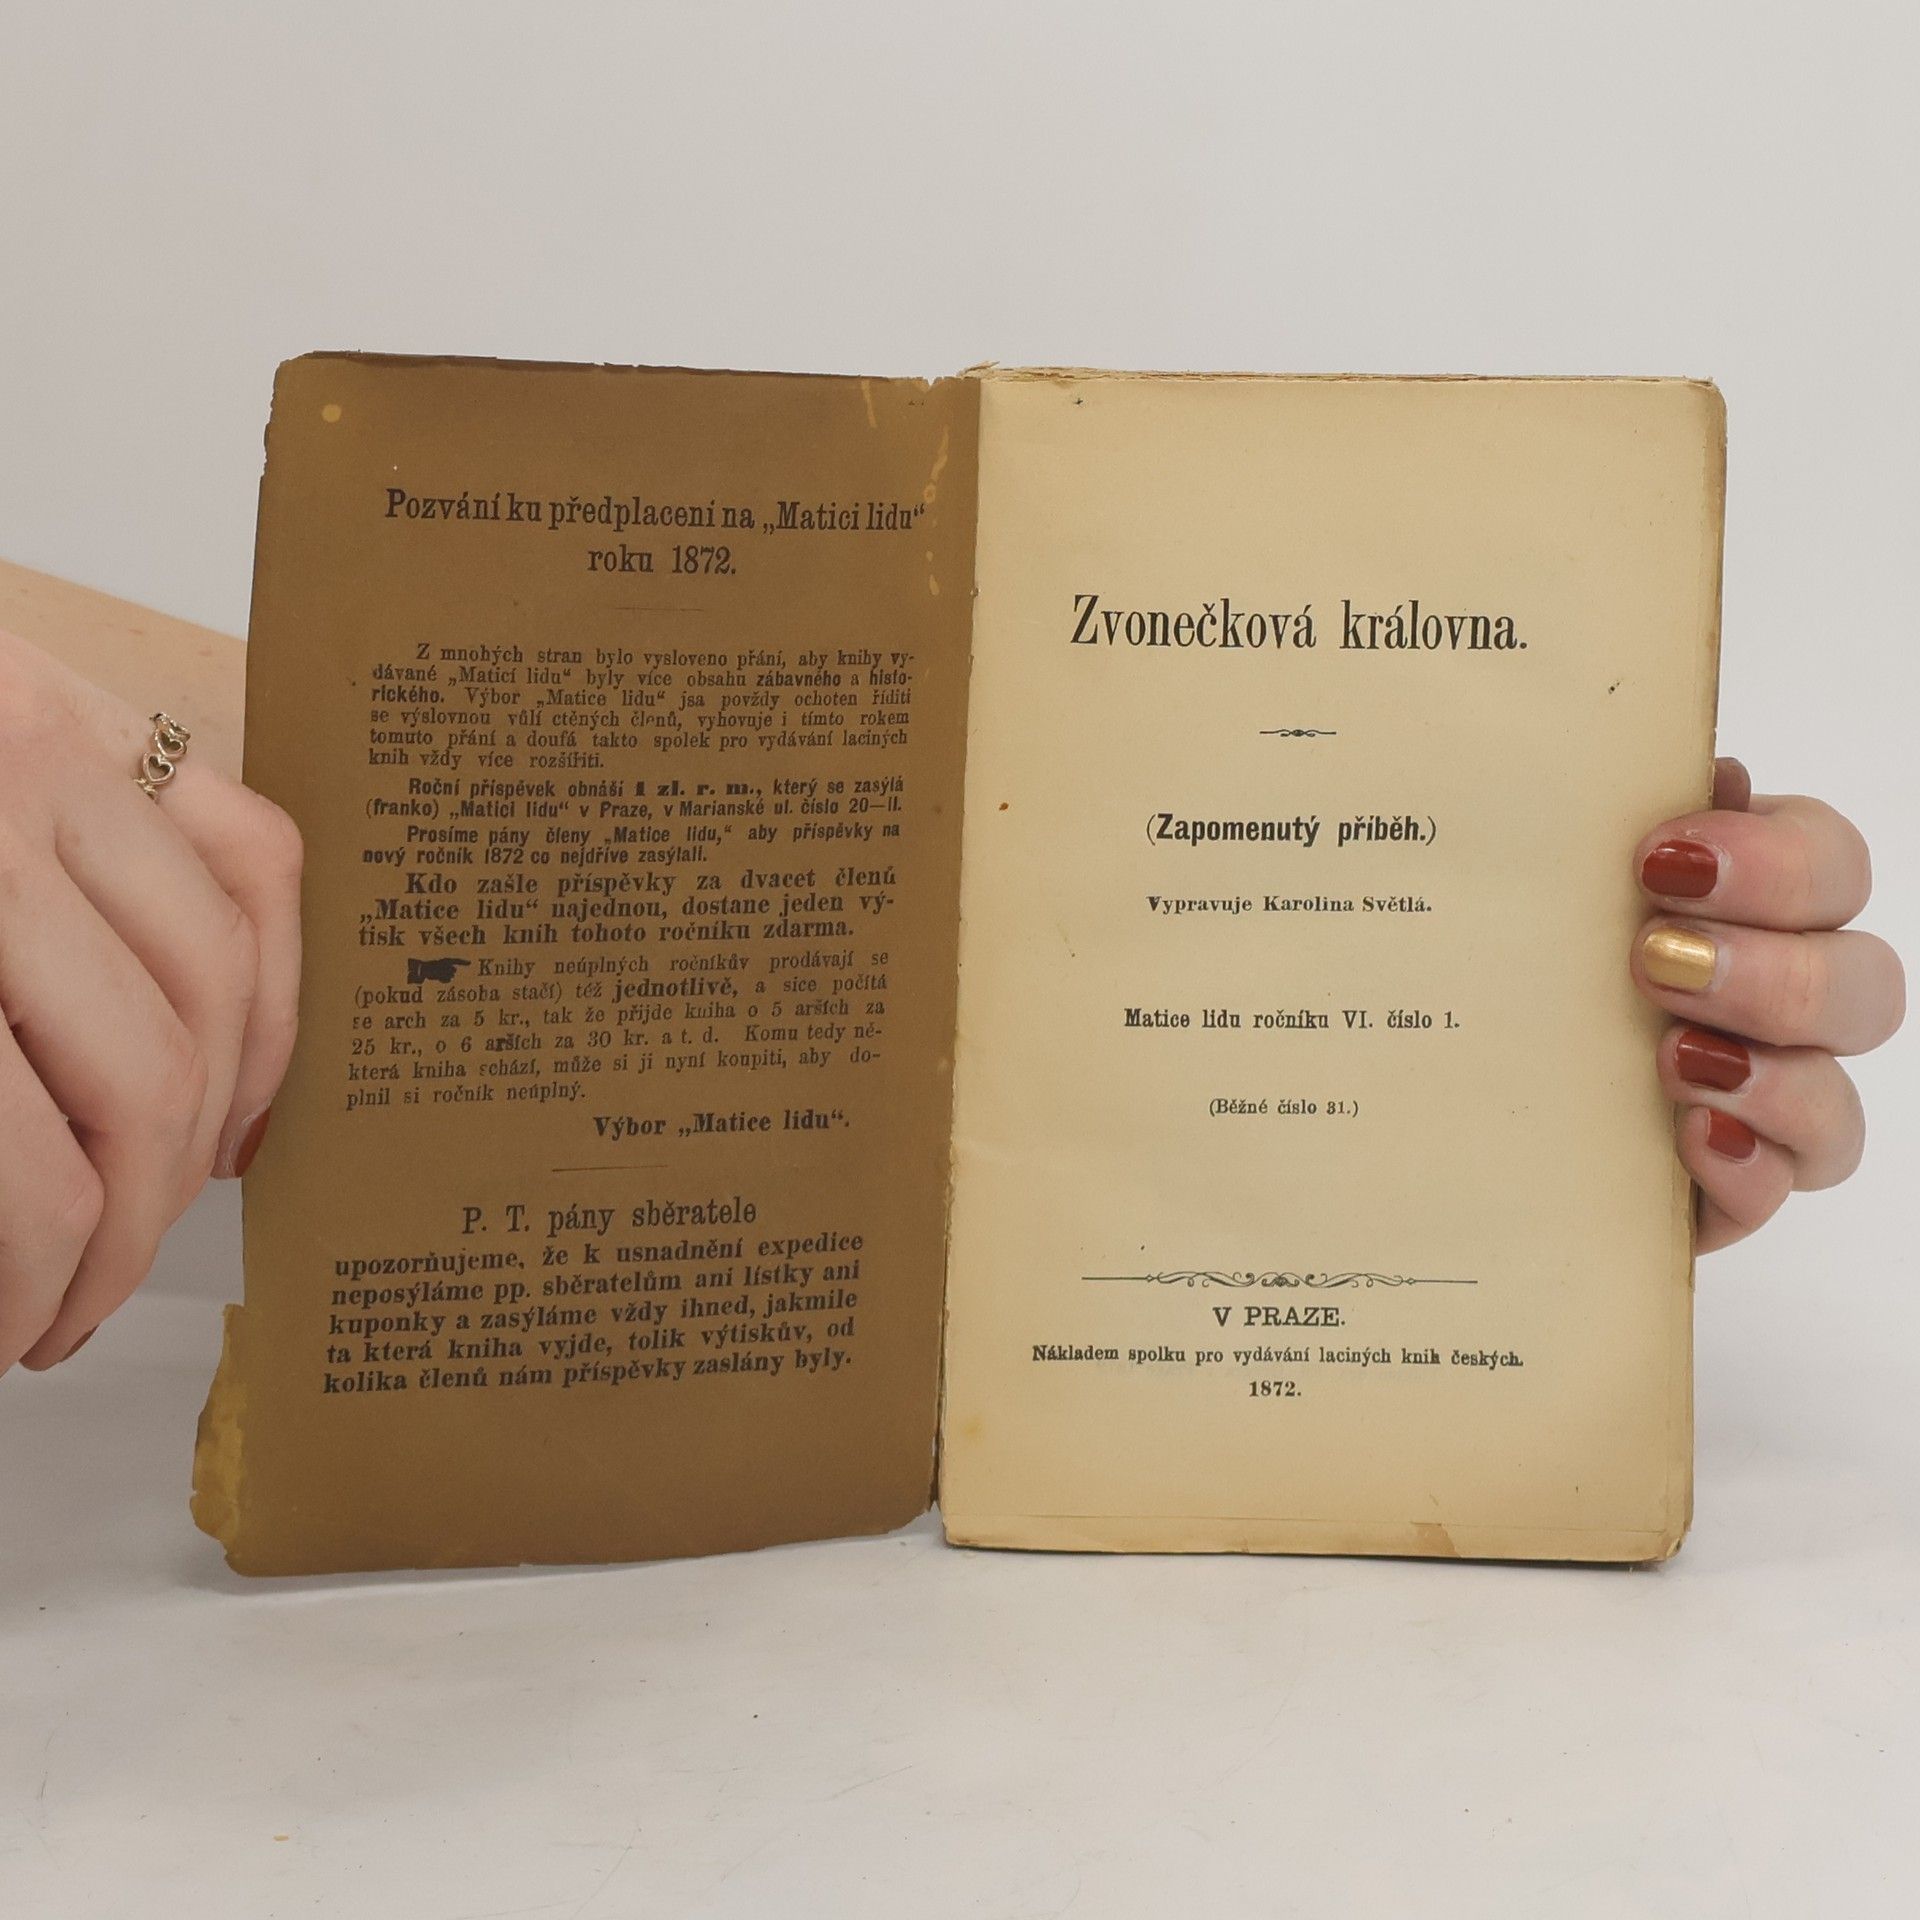 Pozvání ku předplacení na „Matici lidu“
roku 1872.
Z mnohých stran bylo vysloveno přání, aby knihy vy-
dávané „Maticí lidu“ byly více obsahu zábavného a histo-
rického. Výbor „Matice lidu“ jsa povždy ochoten říditi
se výslovnou vůlí ctěných členů, vyhovuje i tímto rokem
tomuto přání a doufá takto spolek pro vydávání laciných
knih vždy více rozšířiti.
Roční příspěvek obnáší 1 zl. r. m., který se zasýlá
(franko) „Matici lidu“ v Praze, v Marianské ul. číslo 20—II.
Prosíme pány členy „Matice lidu,“ aby příspěvky na
nový ročník 1872 co nejdříve zasýlali.
Kdo zašle příspěvky za dvacet členů
„Matice lidu“ najednou, dostane jeden vý-
tisk všech knih tohoto ročníku zdarma.
Knihy neúplných ročníkův prodávají se
(pokud zásoba stačí) též jednotlivě, a sice počítá
se arch za 5 kr., tak že přijde kniha o 5 arších za
25 kr., o 6 arších za 30 kr. a t. d. Komu tedy ně-
která kniha schází, může si ji nyní koupiti, aby do-
plnil si ročník neúplný.
Výbor „Matice lidu“.
P. T. pány sběratele
upozorňujeme, že k usnadnění expedice
neposýláme pp. sběratelům ani lístky ani
kuponky a zasýláme vždy ihned, jakmile
ta která kniha vyjde, tolik výtiskův, od
kolika členů nám příspěvky zaslány byly.
Zvonečková královna.
(Zapomenutý příběh.)
Vypravuje Karolina Světlá.
Matice lidu ročníku VI. číslo 1.
(Běžné číslo 31.)
V PRAZE.
Nákladem spolku pro vydávání laciných knih českých.
1872.